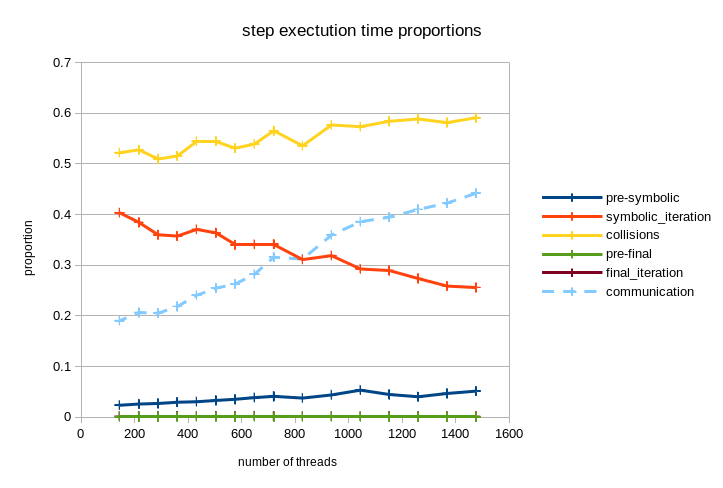 step exectution time proportions
0.7
0.6
0.5
0.4
0.3
0.2
0.1
0
0 200 400 600 800 1000 1200 1400 1600
proportion
number of threads
pre-symbolic
symbolic_iteration
collisions
pre-final
final_iteration
communication